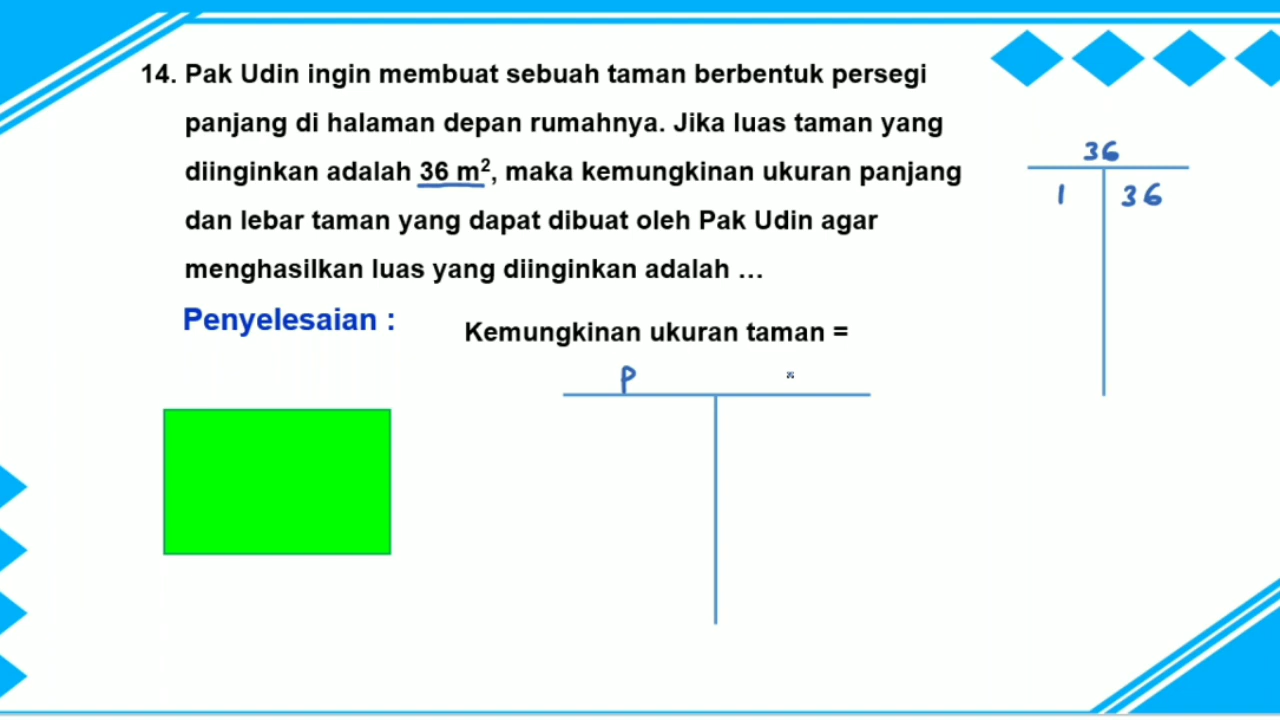 14. Pak Udin ingin membuat sebuah taman berbentuk persegi
panjang di halaman depan rumahnya. Jika luas taman yang
diinginkan adalah 36 m², maka kemungkinan ukuran panjang
dan lebar taman yang dapat dibuat oleh Pak Udin agar
menghasilkan luas yang diinginkan adalah ...
Penyelesaian :
Kemungkinan ukuran taman =
P
36
1 36